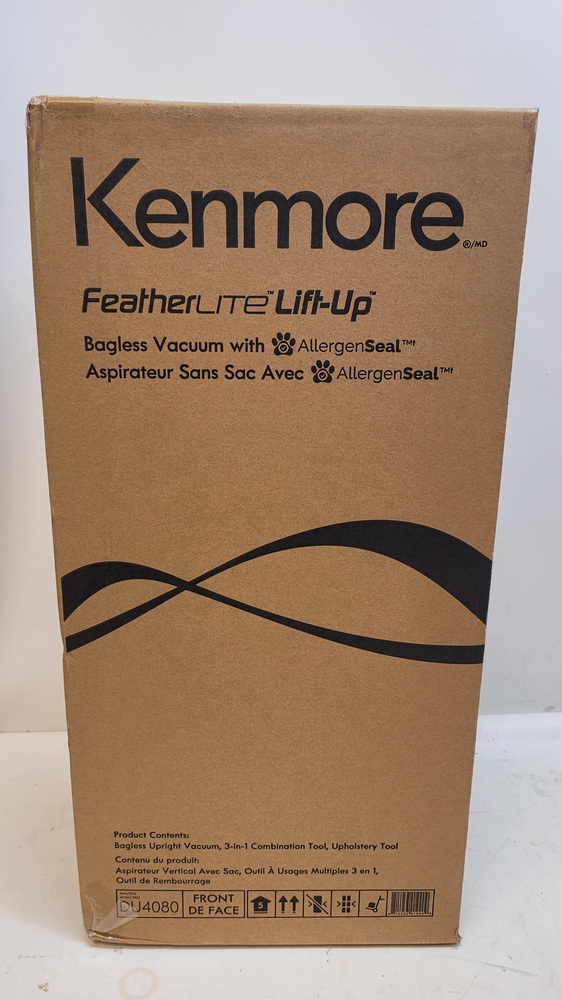 Kenmore®/MD
FeatherLITE™ Lift-Up™
Bagless Vacuum with AllergenSeal™†
Aspirateur Sans Sac Avec AllergenSeal™†
Product Contents:
Bagless Upright Vacuum, 3-in-1 Combination Tool, Upholstery Tool
Contenu du produit:
Aspirateur Vertical Avec Sac, Outil À Usages Multiples 3 en 1,
Outil de Rembourrage
DU4080
FRONT
DE FACE
5